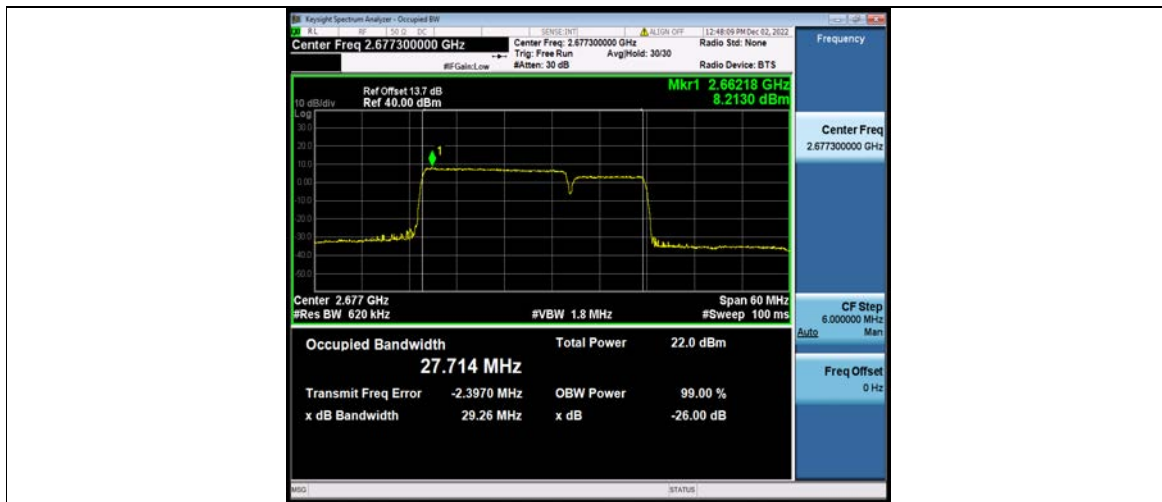 Keysight Spectrum Analyzer - Occupied BW
RL RF 50 Ω DC SENSE:INT ALIGN OFF 12:48:09 PM Dec 02, 2022
Center Freq 2.677300000 GHz
Center Freq: 2.677300000 GHz Radio Std: None
Trig: Free Run Avg|Hold: 30/30
#IFGain:Low #Atten: 30 dB Radio Device: BTS
Mkr1 2.66218 GHz
8.2130 dBm
Ref Offset 13.7 dB
10 dB/div Ref 40.00 dBm
Log
30.0
20.0
10.0
0.00
-10.0
-20.0
-30.0
-40.0
-50.0
1
Center 2.677 GHz Span 60 MHz
#Res BW 620 kHz #VBW 1.8 MHz #Sweep 100 ms
Occupied Bandwidth Total Power 22.0 dBm
27.714 MHz
Transmit Freq Error -2.3970 MHz OBW Power 99.00 %
x dB Bandwidth 29.26 MHz x dB -26.00 dB
MSG STATUS
Frequency
Center Freq
2.677300000 GHz
CF Step
6.000000 MHz
Auto Man
Freq Offset
0 Hz